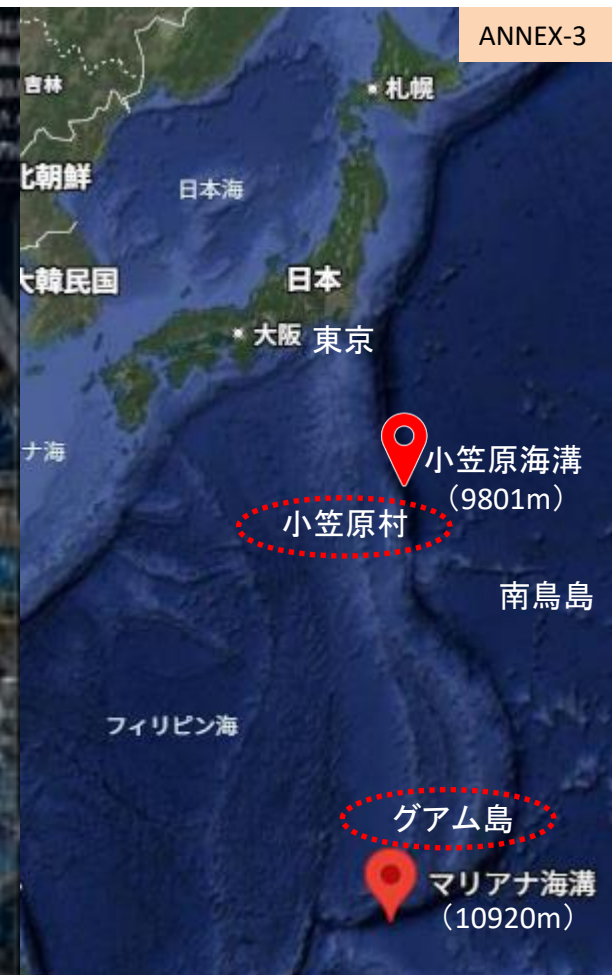 ANNEX-3
吉林
札幌
北朝鮮
日本海
大韓民国
日本
大阪
東京
ナ海
小笠原海溝
（9801m）
小笠原村
南鳥島
フィリピン海
グアム島
マリアナ海溝
（10920m）